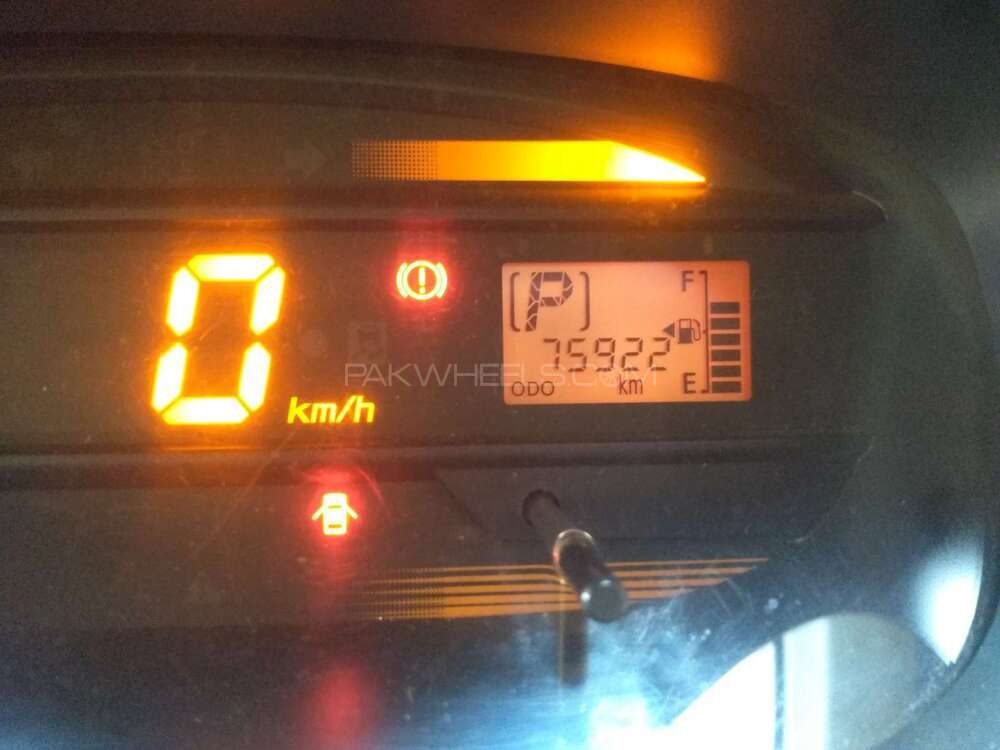 0 km/h
P
F
75922
ODO km E
PAKWHEELS.COM